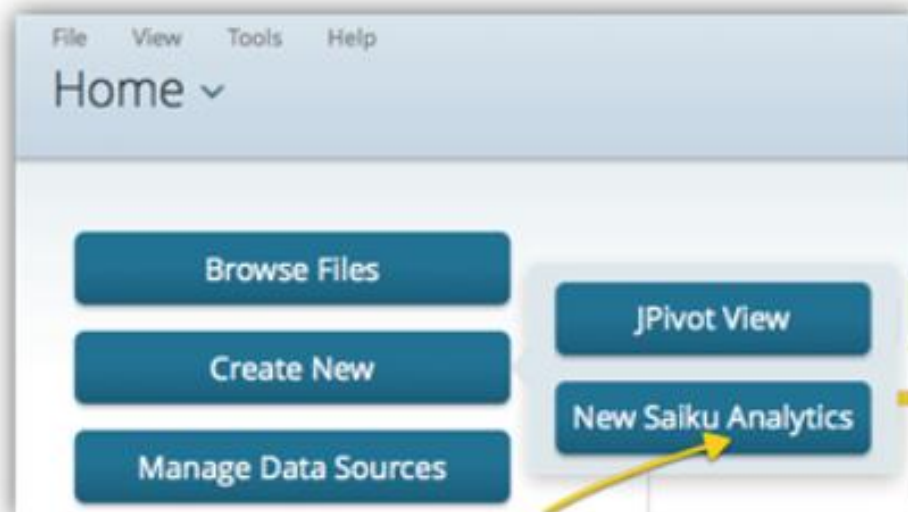 File View Tools Help
Home
Browse Files
Create New
Manage Data Sources
JPivot View
New Saiku Analytics